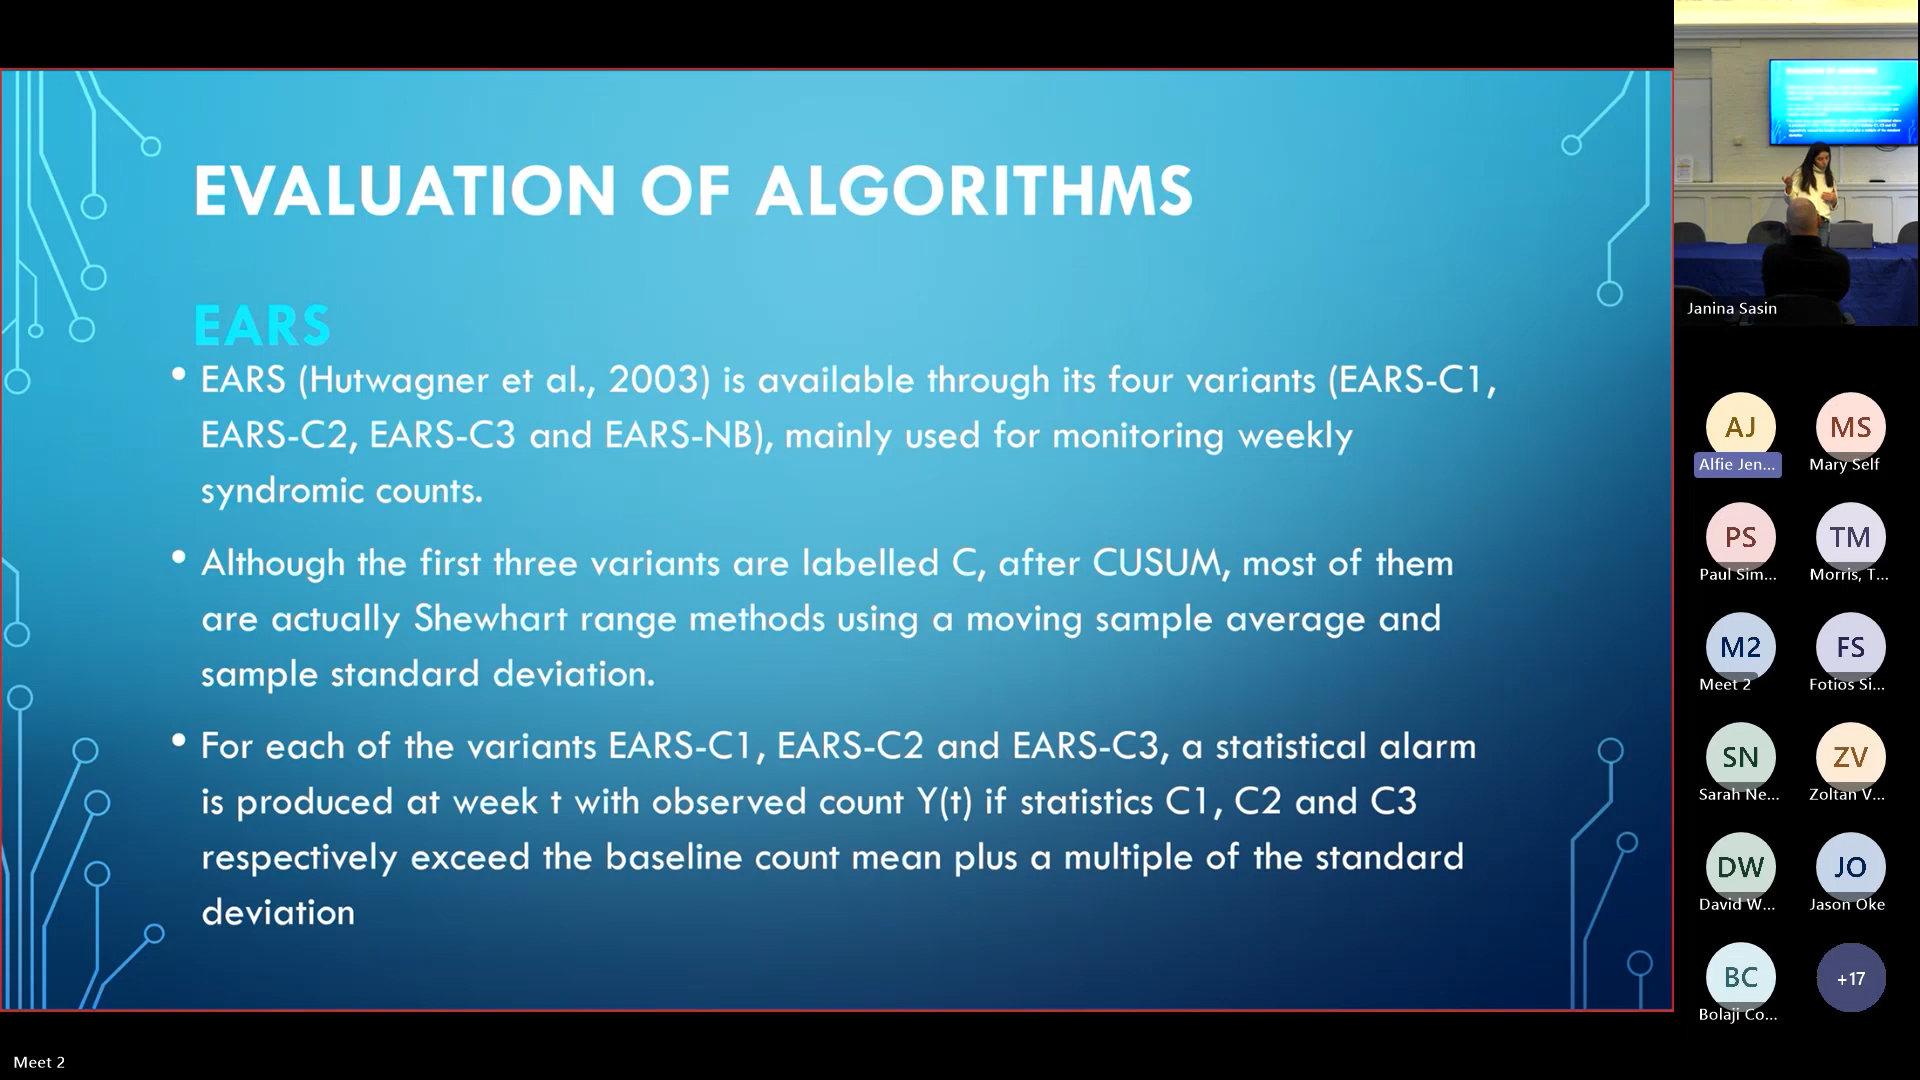 EVALUATION OF ALGORITHMS
EARS
• EARS (Hutwagner et al., 2003) is available through its four variants (EARS-C1,
EARS-C2, EARS-C3 and EARS-NB), mainly used for monitoring weekly
syndromic counts.
• Although the first three variants are labelled C, after CUSUM, most of them
are actually Shewhart range methods using a moving sample average and
sample standard deviation.
• For each of the variants EARS-C1, EARS-C2 and EARS-C3, a statistical alarm
is produced at week t with observed count Y(t) if statistics C1, C2 and C3
respectively exceed the baseline count mean plus a multiple of the standard
deviation
Meet 2
Janina Sasin
AJ MS
Alfie Jen... Mary Self
PS TM
Paul Sim... Morris, T...
M2 FS
Meet 2 Fotios Si...
SN ZV
Sarah Ne... Zoltan V...
DW JO
David W... Jason Oke
BC +17
Bolaji Co...